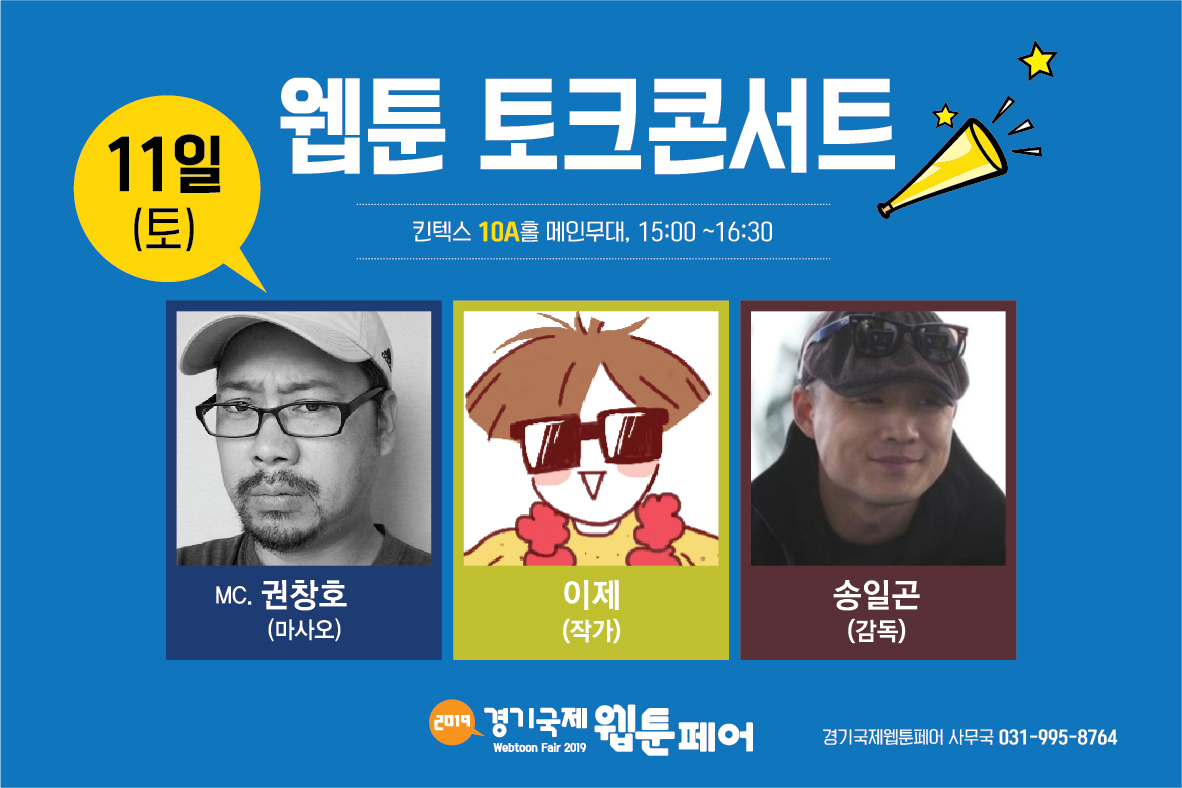 웹툰 토크콘서트
11일
(토)
킨텍스 10A홀 메인무대, 15:00 ~16:30
MC. 권창호
(마사오)
이제
(작가)
송일곤
(감독)
2019 경기국제 웹툰페어
Webtoon Fair 2019
경기국제웹툰페어 사무국 031-995-8764